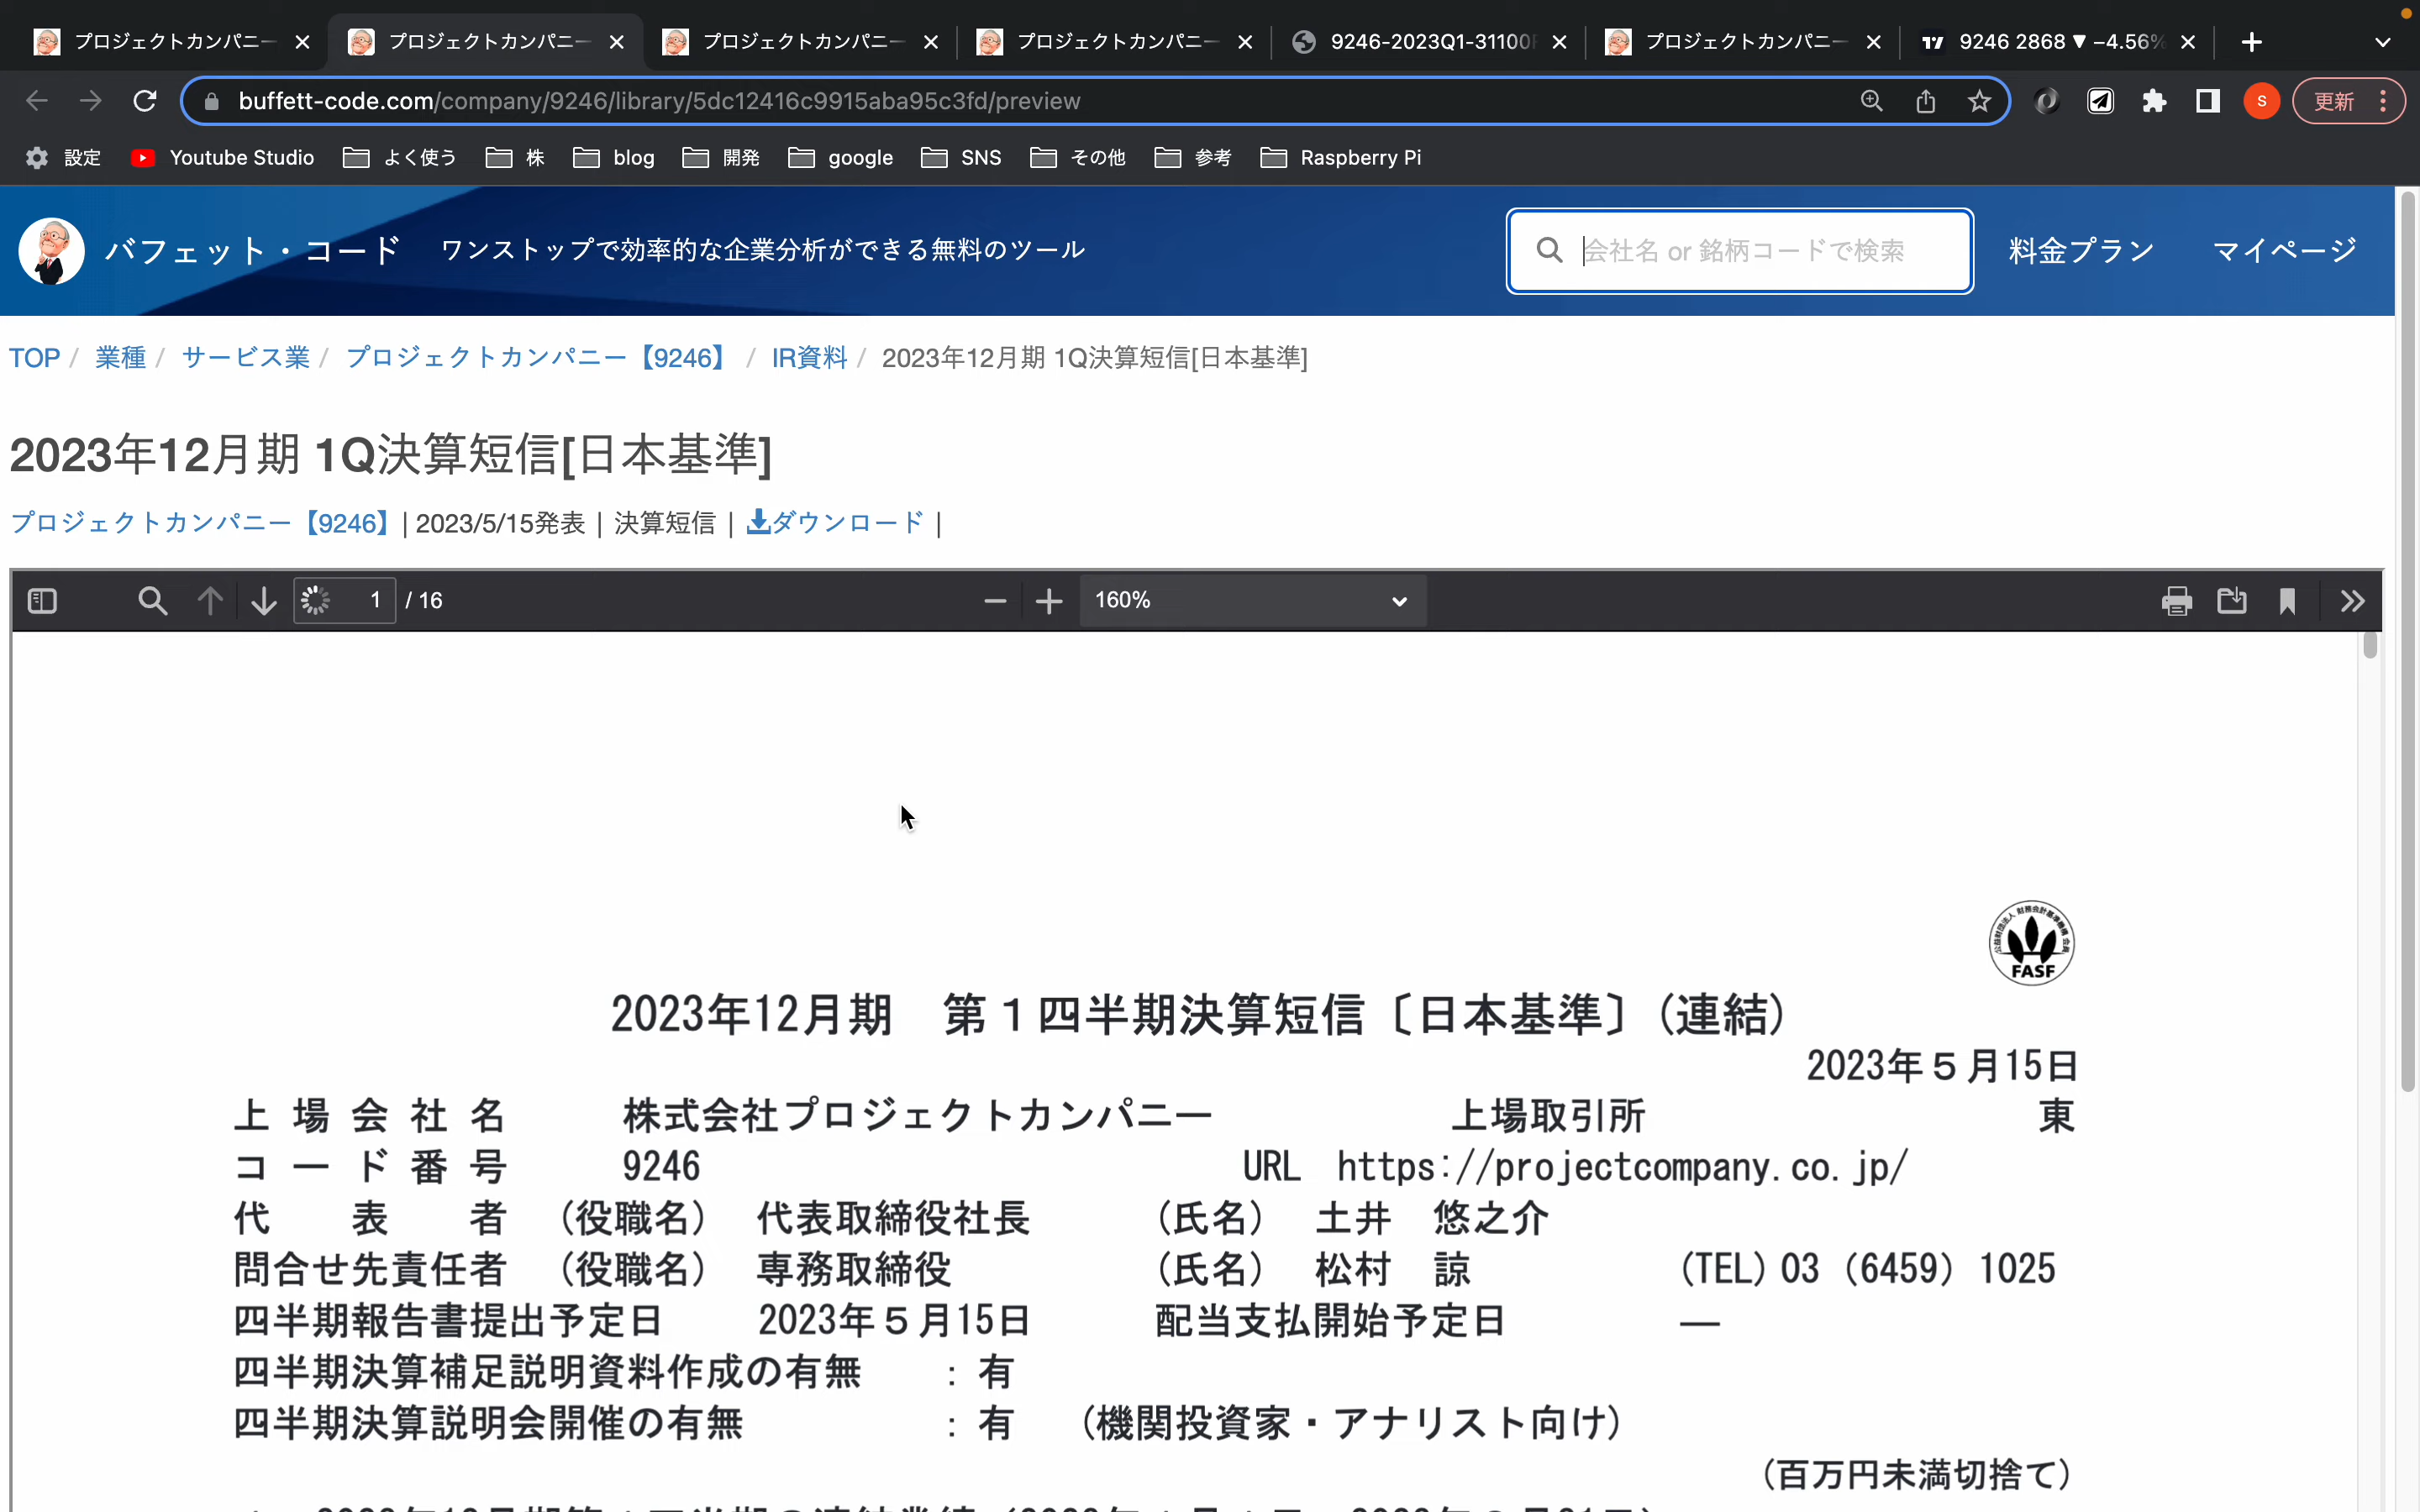 プロジェクトカンパニー
プロジェクトカンパニー
プロジェクトカンパニー
プロジェクトカンパニー
9246-2023Q1-31100
プロジェクトカンパニー
9246 2868 ▼ −4.56%
buffett-code.com/company/9246/library/5dc12416c9915aba95c3fd/preview
S
更新
設定
Youtube Studio
よく使う
株
blog
開発
google
SNS
その他
参考
Raspberry Pi
バフェット・コード
ワンストップで効率的な企業分析ができる無料のツール
会社名 or 銘柄コードで検索
料金プラン
マイページ
TOP / 業種 / サービス業 / プロジェクトカンパニー【9246】 / IR資料 / 2023年12月期 1Q決算短信[日本基準]
2023年12月期 1Q決算短信[日本基準]
プロジェクトカンパニー【9246】 | 2023/5/15発表 | 決算短信 | ダウンロード |
1 / 16
160%
公益財団法人 財務会計基準機構 会員
FASF
2023年12月期　第１四半期決算短信〔日本基準〕（連結）
2023年５月15日
上場会社名　株式会社プロジェクトカンパニー　上場取引所　東
コード番号　9246　URL　https://projectcompany.co.jp/
代表者　（役職名）　代表取締役社長　（氏名）　土井　悠之介
問合せ先責任者　（役職名）　専務取締役　（氏名）　松村　諒　（TEL）03（6459）1025
四半期報告書提出予定日　2023年５月15日　配当支払開始予定日　―
四半期決算補足説明資料作成の有無　：有
四半期決算説明会開催の有無　：有　（機関投資家・アナリスト向け）
（百万円未満切捨て）